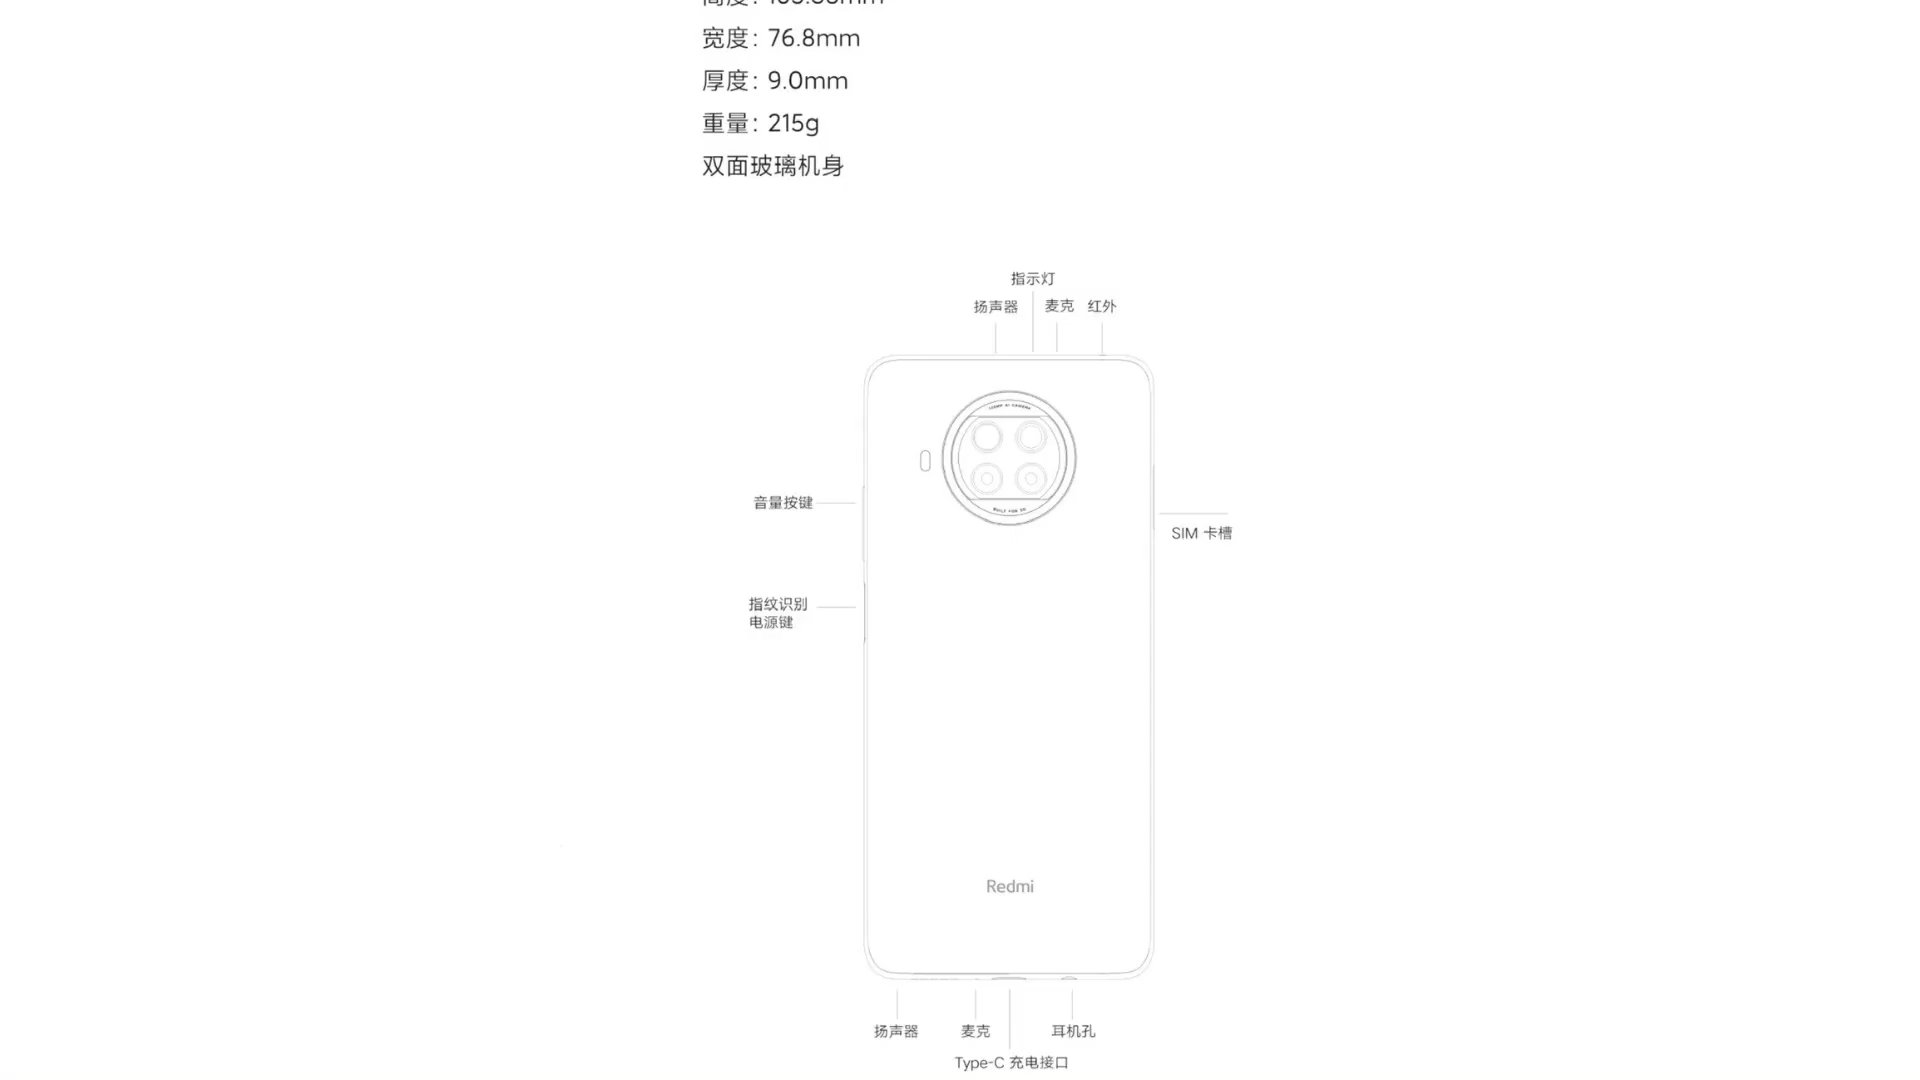 宽度：76.8mm
厚度：9.0mm
重量：215g
双面玻璃机身
指示灯
扬声器 麦克 红外
音量按键
SIM 卡槽
指纹识别
电源键
Redmi
扬声器 麦克 耳机孔
Type-C 充电接口